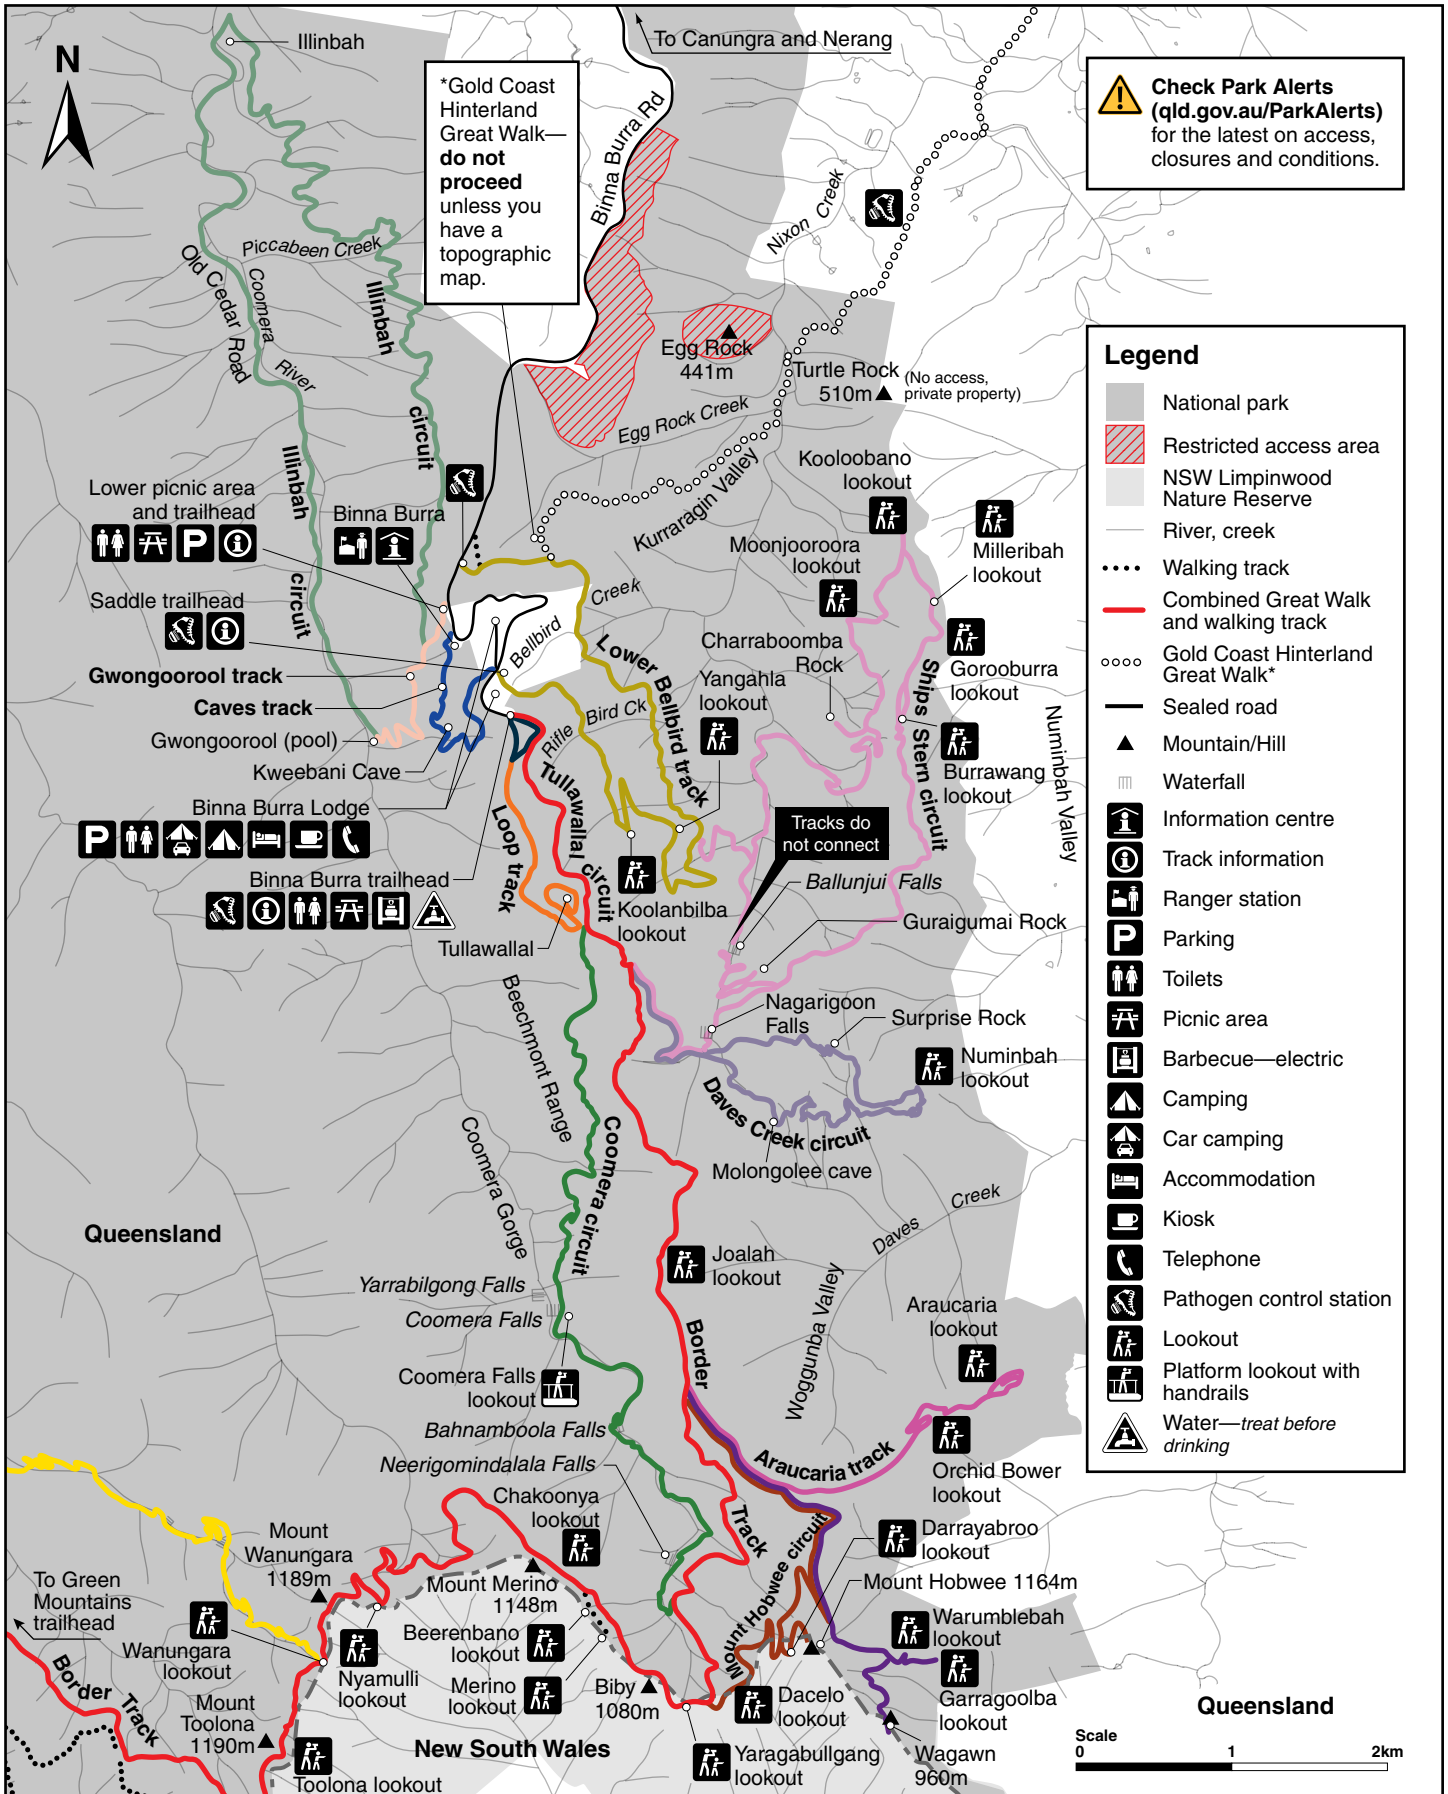 Illinbah
N
To Canungra and Nerang
*Gold Coast
Hinterland
Great Walk—
do not
proceed
unless you
have a
topographic
map.
Binna Burra Rd
Check Park Alerts
(qld.gov.au/ParkAlerts)
for the latest on access,
closures and conditions.
Nixon Creek
Piccabeen Creek
Old Cedar Road
Coomera River
Illinbah circuit
Egg Rock
441m
Turtle Rock
510m
(No access,
private property)
Egg Rock Creek
Kurraragin Valley
Illinbah circuit
Lower picnic area
and trailhead
Binna Burra
Saddle trailhead
Gwongoorool track
Caves track
Gwongoorool (pool)
Kweebani Cave
Binna Burra Lodge
Binna Burra trailhead
Tullawallal
Bellbird Creek
Lower Bellbird track
Rifle Bird Ck
Tullawallal circuit
Loop track
Kooloobano
lookout
Milleribah
lookout
Moonjooroora
lookout
Charraboomba
Rock
Gorooburra
lookout
Yangahla
lookout
Ships Stern circuit
Burrawang
lookout
Numinbah Valley
Tracks do
not connect
Ballunjui Falls
Koolanbilba
lookout
Guraigumai Rock
Nagarigoon
Falls
Surprise Rock
Numinbah
lookout
Daves Creek circuit
Molongolee cave
Daves Creek
Beechmont Range
Coomera Gorge
Coomera circuit
Queensland
Yarrabilgong Falls
Coomera Falls
Joalah
lookout
Woggunba Valley
Araucaria
lookout
Border Track
Coomera Falls
lookout
Bahnamboola Falls
Neerigomindalala Falls
Araucaria track
Orchid Bower
lookout
Chakoonya
lookout
Mount
Wanungara
1189m
Mount Merino
1148m
Mount Hobwee circuit
Darrayabroo
lookout
Mount Hobwee 1164m
To Green
Mountains
trailhead
Wanungara
lookout
Nyamulli
lookout
Beerenbano
lookout
Merino
lookout
Biby
1080m
Warumblebah
lookout
Garragoolba
lookout
Dacelo
lookout
Border Track
Mount
Toolona
1190m
Toolona lookout
New South Wales
Yaragabullgang
lookout
Wagawn
960m
Queensland
Scale
0 1 2km
Legend
National park
Restricted access area
NSW Limpinwood
Nature Reserve
River, creek
Walking track
Combined Great Walk
and walking track
Gold Coast Hinterland
Great Walk*
Sealed road
Mountain/Hill
Waterfall
Information centre
Track information
Ranger station
P Parking
Toilets
Picnic area
Barbecue—electric
Camping
Car camping
Accommodation
Kiosk
Telephone
Pathogen control station
Lookout
Platform lookout with
handrails
Water—treat before
drinking